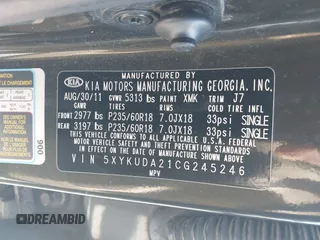 MANUFACTURED BY
KIA KIA MOTORS MANUFACTURING GEORGIA, INC.
AUG/30/11 GVWR 5313 lbs PAINT XMK TRIM J7
GAWR TIRES RIMS COLD TIRE INFL
FRONT 2977 lbs P235/60R18 7.0JX18 33psi SINGLE
REAR 3197 lbs P235/60R18 7.0JX18 33psi SINGLE
THIS VEHICLE CONFORMS TO ALL APPLICABLE FEDERAL
MOTOR VEHICLE SAFETY AND THEFT PREVENTION STANDARDS
IN EFFECT ON THE DATE OF MANUFACTURE SHOWN ABOVE.
VIN 5XYKUDA21CG245246
MPV
900
DREAMBID